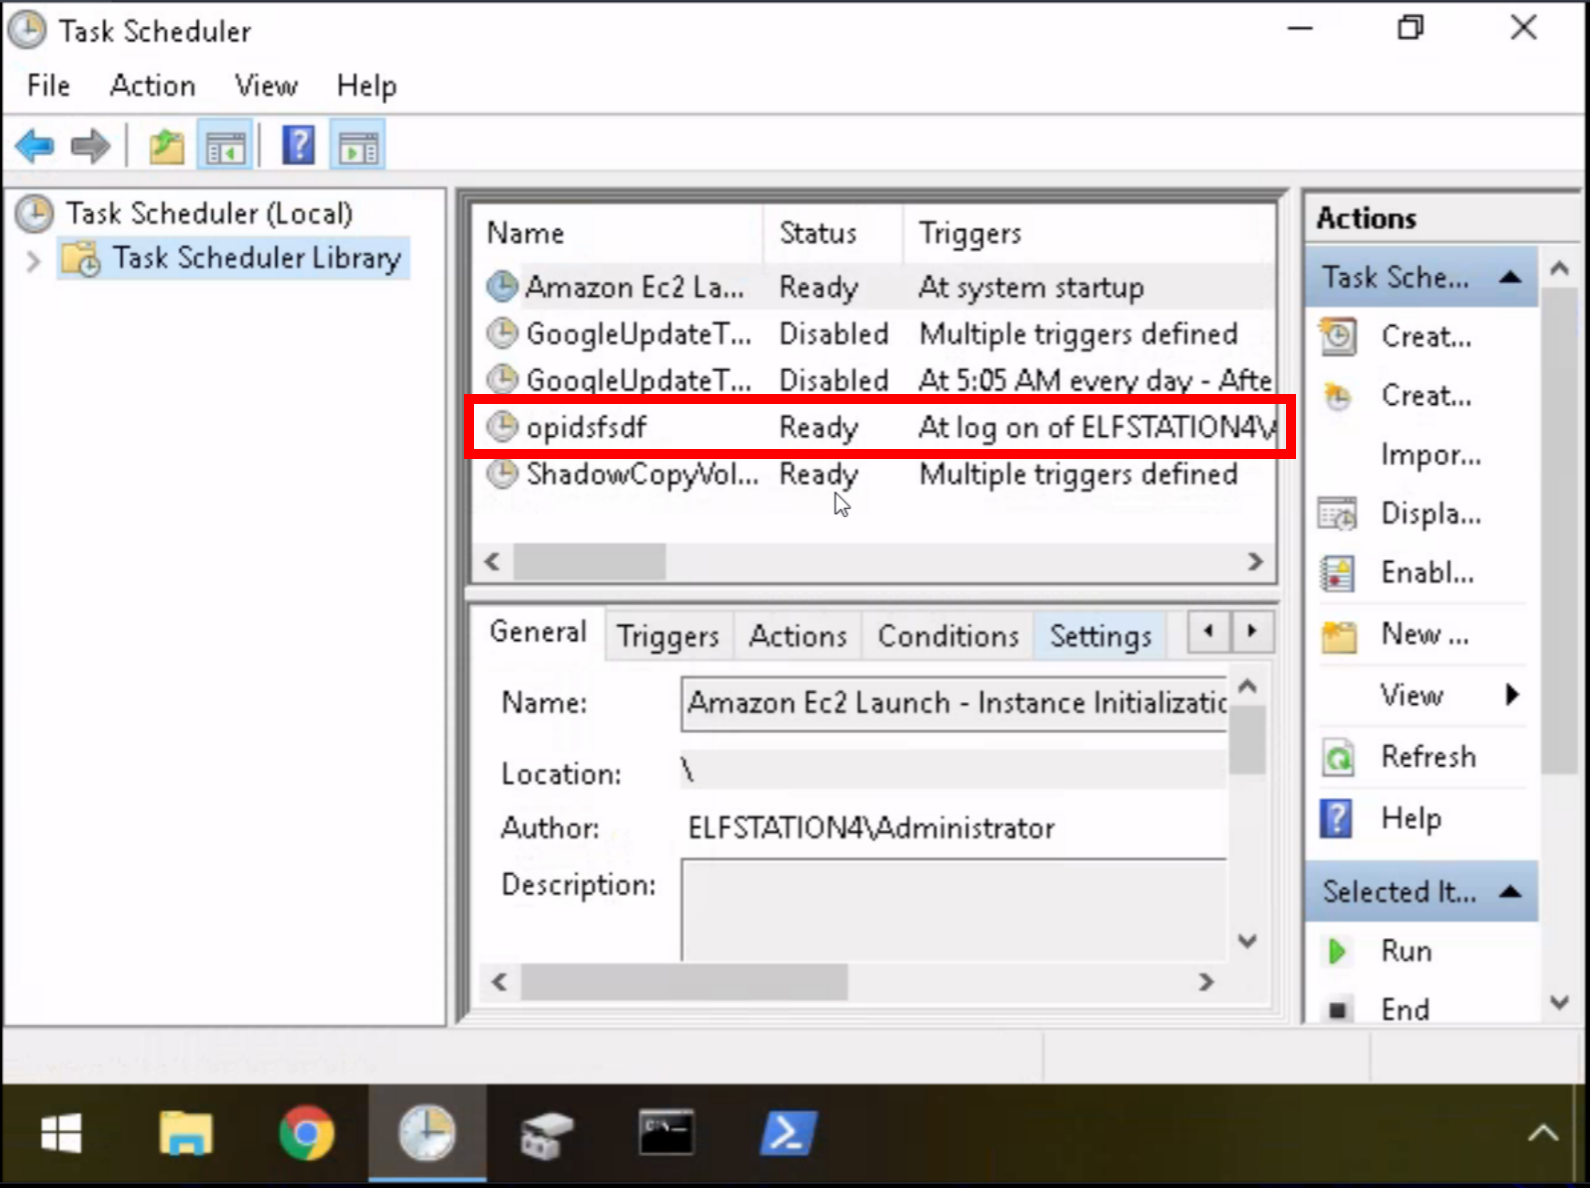 Task Scheduler
File Action View Help
Task Scheduler (Local)
Task Scheduler Library
Name Status Triggers
Amazon Ec2 La... Ready At system startup
GoogleUpdateT... Disabled Multiple triggers defined
GoogleUpdateT... Disabled At 5:05 AM every day - Afte
opidsfsdf Ready At log on of ELFSTATION4\
ShadowCopyVol... Ready Multiple triggers defined
General Triggers Actions Conditions Settings
Name: Amazon Ec2 Launch - Instance Initializatic
Location: \
Author: ELFSTATION4\Administrator
Description:
Actions
Task Sche...
Creat...
Creat...
Impor...
Displa...
Enabl...
New ...
View
Refresh
Help
Selected It...
Run
End